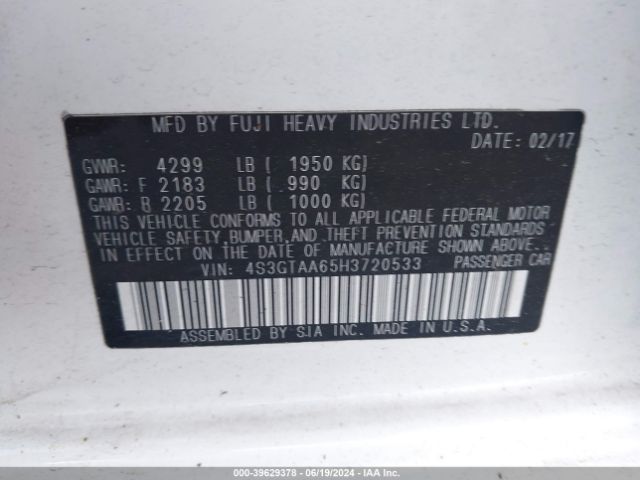 MFD BY FUJI HEAVY INDUSTRIES LTD.
DATE: 02/17
GVWR: 4299 LB ( 1950 KG)
GAWR: F 2183 LB ( 990 KG)
GAWR: R 2205 LB ( 1000 KG)
THIS VEHICLE CONFORMS TO ALL APPLICABLE FEDERAL MOTOR
VEHICLE SAFETY, BUMPER, AND THEFT PREVENTION STANDARDS
IN EFFECT ON THE DATE OF MANUFACTURE SHOWN ABOVE.
VIN: 4S3GTAA65H3720533 PASSENGER CAR
ASSEMBLED BY SIA INC. MADE IN U.S.A.
000-39629378 - 06/19/2024 - IAA Inc.